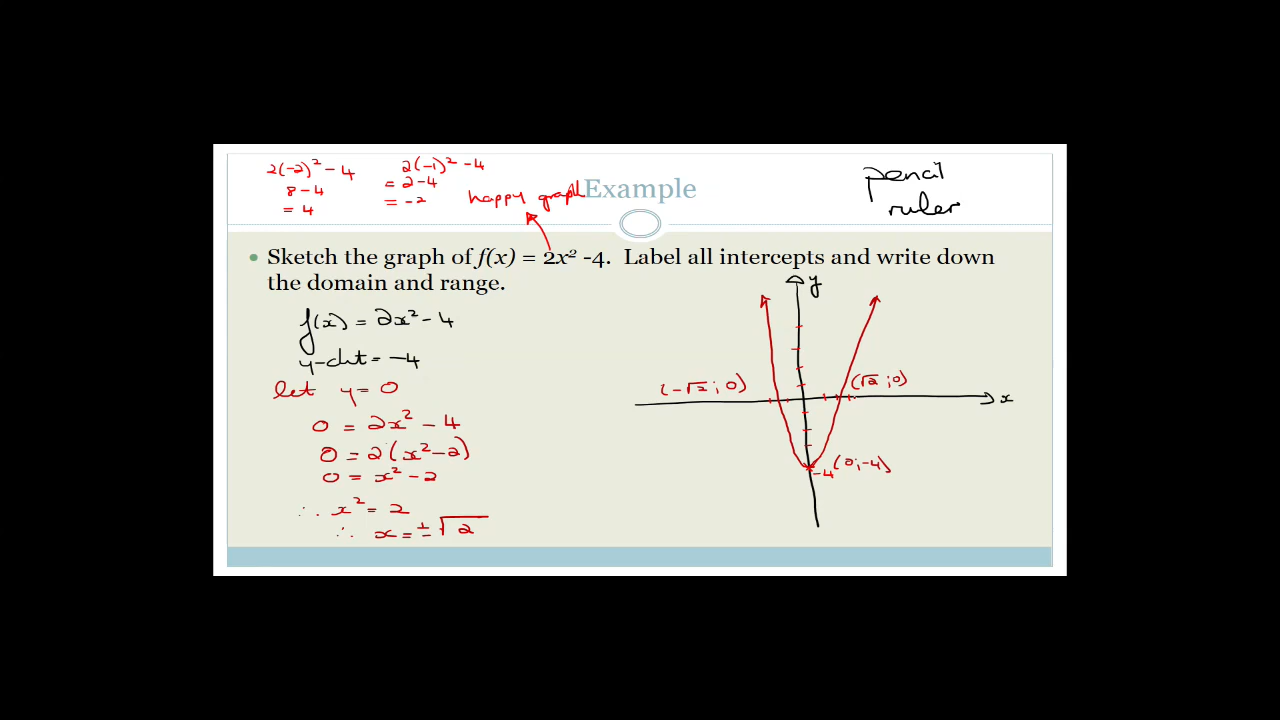 2(-2)² - 4
8 - 4
= 4
2(-1)² - 4
= 2 - 4
= -2
happy graph
Example
pencil
ruler
• Sketch the graph of f(x) = 2x² -4. Label all intercepts and write down
the domain and range.
f(x) = 2x² - 4
y-cut = -4
let y = 0
0 = 2x² - 4
0 = 2(x² - 2)
0 = x² - 2
∴ x² = 2
∴ x = ±√2
y
(-√2 ; 0)
(√2 ; 0)
x
-4 (0; -4)